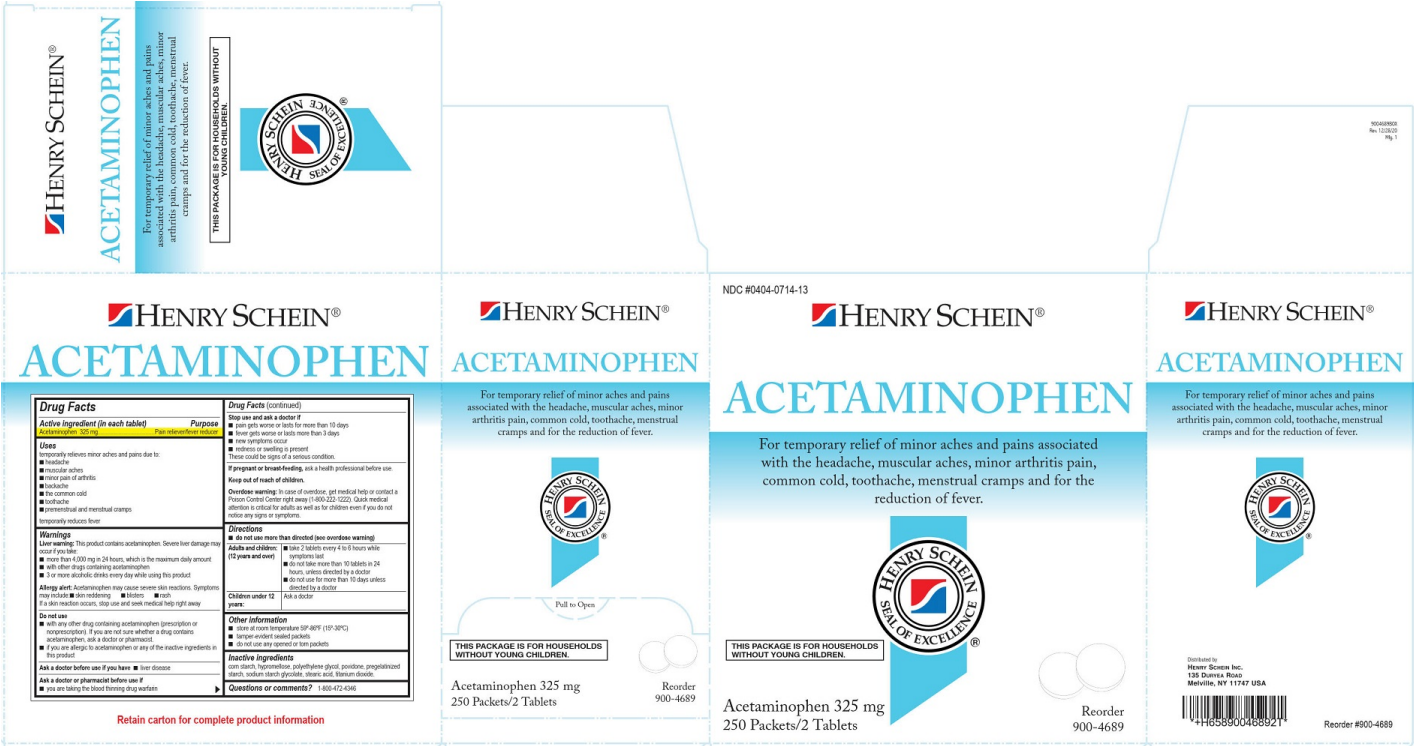 HENRY SCHEIN®
ACETAMINOPHEN
For temporary relief of minor aches and pains
associated with the headache, muscular aches, minor
arthritis pain, common cold, toothache, menstrual
cramps and for the reduction of fever.
THIS PACKAGE IS FOR HOUSEHOLDS WITHOUT
YOUNG CHILDREN.
HENRY SCHEIN
SEAL OF EXCELLENCE
®
900468980X
Rev. 12/28/20
Mfg. 1
HENRY SCHEIN®
ACETAMINOPHEN
Drug Facts
Active Ingredient (in each tablet) Purpose
Acetaminophen 325 mg Pain reliever/fever reducer
Uses
temporarily relieves minor aches and pains due to:
■ headache
■ muscular aches
■ minor pain of arthritis
■ backache
■ the common cold
■ toothache
■ premenstrual and menstrual cramps
temporarily reduces fever
Warnings
Liver warning: This product contains acetaminophen. Severe liver damage may
occur if you take:
■ more than 4,000 mg in 24 hours, which is the maximum daily amount
■ with other drugs containing acetaminophen
■ 3 or more alcoholic drinks every day while using this product
Allergy alert: Acetaminophen may cause severe skin reactions. Symptoms
may include: ■ skin reddening ■ blisters ■ rash
If a skin reaction occurs, stop use and seek medical help right away
Do not use
■ with any other drug containing acetaminophen (prescription or
nonprescription). If you are not sure whether a drug contains
acetaminophen, ask a doctor or pharmacist.
■ if you are allergic to acetaminophen or any of the inactive ingredients in
this product
Ask a doctor before use if you have ■ liver disease
Ask a doctor or pharmacist before use if
■ you are taking the blood thinning drug warfarin
Drug Facts (continued)
Stop use and ask a doctor if
■ pain gets worse or lasts for more than 10 days
■ fever gets worse or lasts more than 3 days
■ new symptoms occur
■ redness or swelling is present
These could be signs of a serious condition.
If pregnant or breast-feeding, ask a health professional before use.
Keep out of reach of children.
Overdose warning: In case of overdose, get medical help or contact a
Poison Control Center right away (1-800-222-1222). Quick medical
attention is critical for adults as well as for children even if you do not
notice any signs or symptoms.
Directions
■ do not use more than directed (see overdose warning)
Adults and children: ■ take 2 tablets every 4 to 6 hours while
(12 years and over) symptoms last
■ do not take more than 10 tablets in 24
hours, unless directed by a doctor
■ do not use for more than 10 days unless
directed by a doctor
Children under 12 Ask a doctor
years:
Other information
■ store at room temperature 59º-86ºF (15º-30ºC)
■ tamper-evident sealed packets
■ do not use any opened or torn packets
Inactive ingredients
corn starch, hypromellose, polyethylene glycol, povidone, pregelatinized
starch, sodium starch glycolate, stearic acid, titanium dioxide.
Questions or comments? 1-800-472-4346
Retain carton for complete product information
HENRY SCHEIN®
ACETAMINOPHEN
For temporary relief of minor aches and pains
associated with the headache, muscular aches, minor
arthritis pain, common cold, toothache, menstrual
cramps and for the reduction of fever.
HENRY SCHEIN
SEAL OF EXCELLENCE
®
Pull to Open
THIS PACKAGE IS FOR HOUSEHOLDS
WITHOUT YOUNG CHILDREN.
Acetaminophen 325 mg
250 Packets/2 Tablets
Reorder
900-4689
NDC #0404-0714-13
HENRY SCHEIN®
ACETAMINOPHEN
For temporary relief of minor aches and pains associated
with the headache, muscular aches, minor arthritis pain,
common cold, toothache, menstrual cramps and for the
reduction of fever.
HENRY SCHEIN
SEAL OF EXCELLENCE
®
THIS PACKAGE IS FOR HOUSEHOLDS
WITHOUT YOUNG CHILDREN.
Acetaminophen 325 mg
250 Packets/2 Tablets
Reorder
900-4689
HENRY SCHEIN®
ACETAMINOPHEN
For temporary relief of minor aches and pains
associated with the headache, muscular aches, minor
arthritis pain, common cold, toothache, menstrual
cramps and for the reduction of fever.
HENRY SCHEIN
SEAL OF EXCELLENCE
®
Distributed by
HENRY SCHEIN INC.
135 DURYEA ROAD
Melville, NY 11747 USA
*+H65890046892T*
Reorder #900-4689